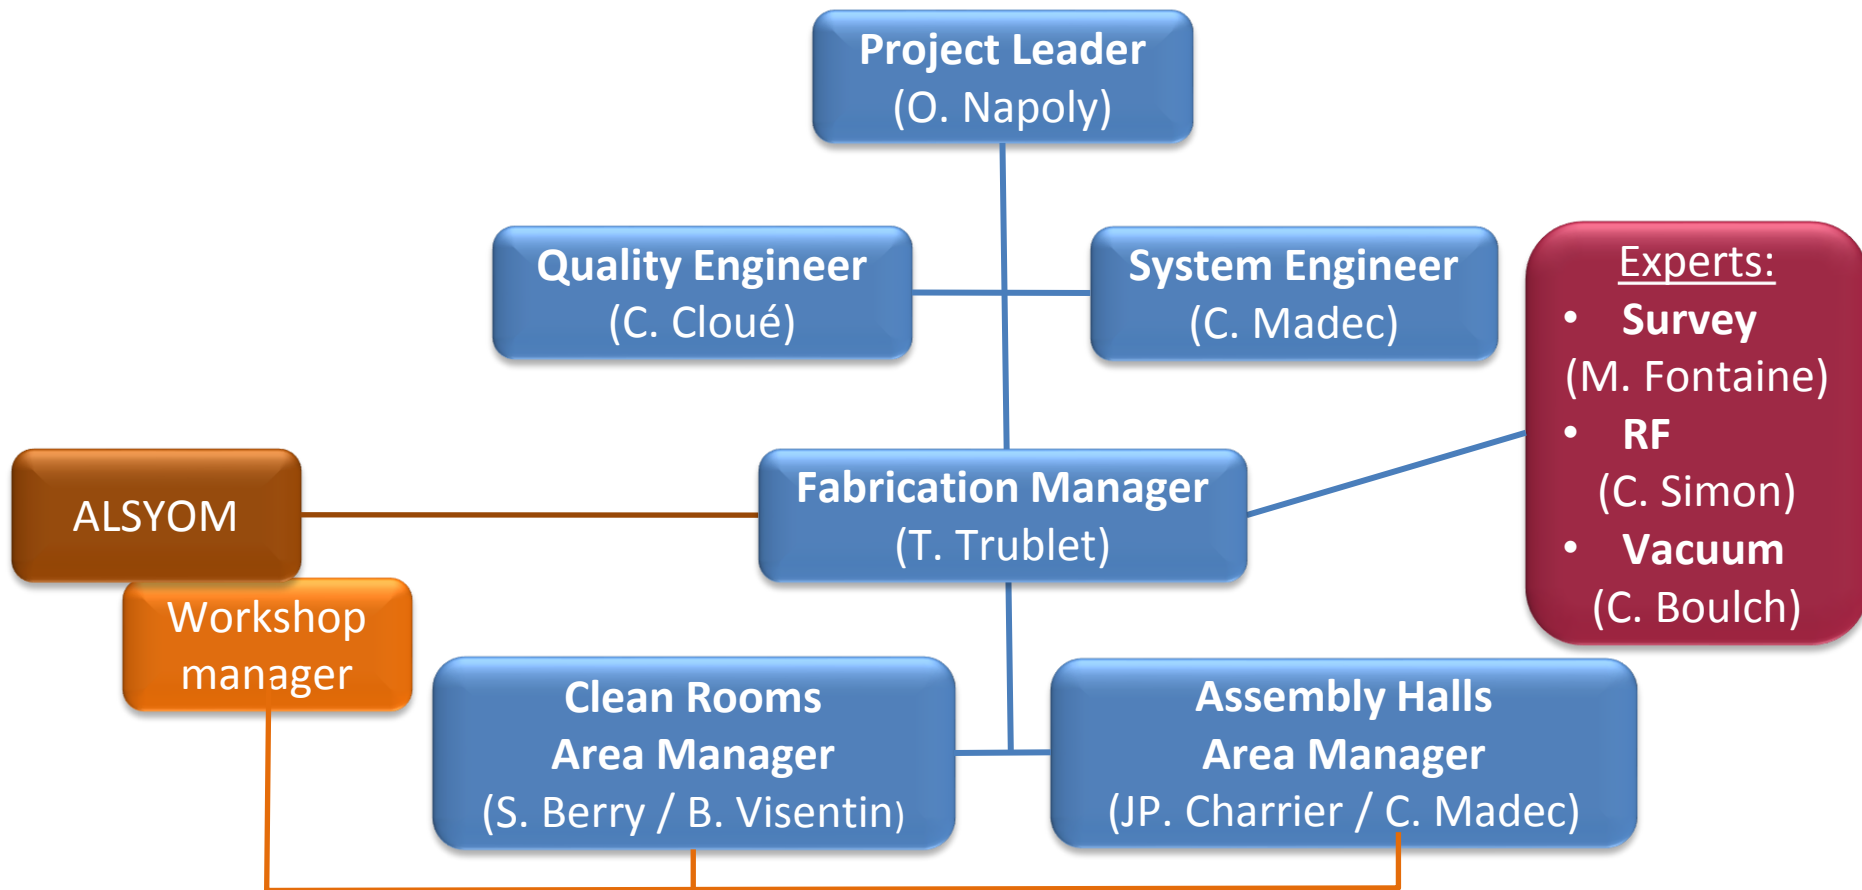 Project Leader
(O. Napoly)
Quality Engineer
(C. Cloué)
System Engineer
(C. Madec)
Experts:
• Survey
(M. Fontaine)
• RF
(C. Simon)
• Vacuum
(C. Boulch)
ALSYOM
Fabrication Manager
(T. Trublet)
Workshop
manager
Clean Rooms
Area Manager
(S. Berry / B. Visentin)
Assembly Halls
Area Manager
(JP. Charrier / C. Madec)